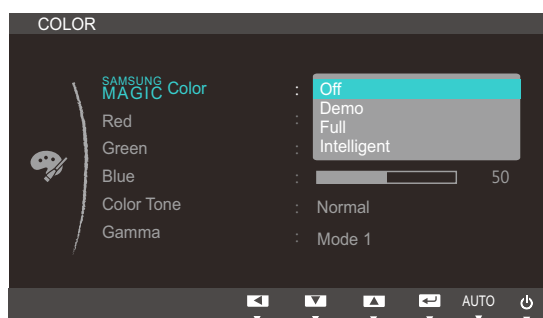 COLOR
SAMSUNG MAGIC Color : Off
Demo
Red :
Full
Green : Intelligent
Blue : 50
Color Tone : Normal
Gamma : Mode 1
AUTO